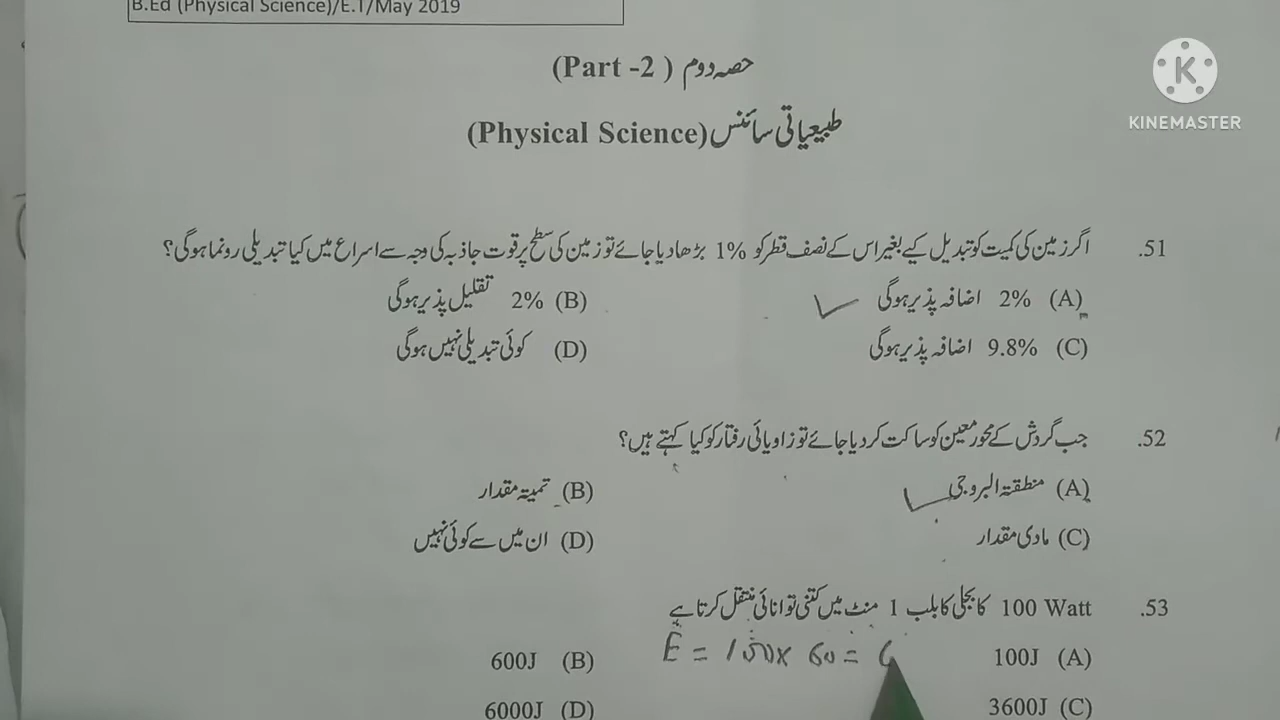 B.Ed (Physical Science)/E.T/May 2019
KINEMASTER
حصہ دوم ( Part -2)
طبیعیاتی سائنس (Physical Science)
.51 اگر زمین کی کمیت کو تبدیل کیے بغیر اس کے نصف قطر کو 1% بڑھا دیا جائے تو زمین کی سطح پر قوت جاذبہ کی وجہ سے اسراع میں کیا تبدیلی رونما ہوگی؟
(A) 2% اضافہ پذیر ہوگی (B) 2% تقلیل پذیر ہوگی
(C) 9.8% اضافہ پذیر ہوگی (D) کوئی تبدیلی نہیں ہوگی
.52 جب گردش کے محور معین کو ساکت کر دیا جائے تو زاویائی رفتار کو کیا کہتے ہیں؟
(A) منطقتہ البروجی (B) سمیتہ مقدار
(C) مادی مقدار (D) ان میں سے کوئی نہیں
.53 100 Watt کا بجلی کا بلب 1 منٹ میں کتنی توانائی منتقل کرتا ہے
(A) 100J E = 100x 60 = 6 (B) 600J
(C) 3600J (D) 6000J